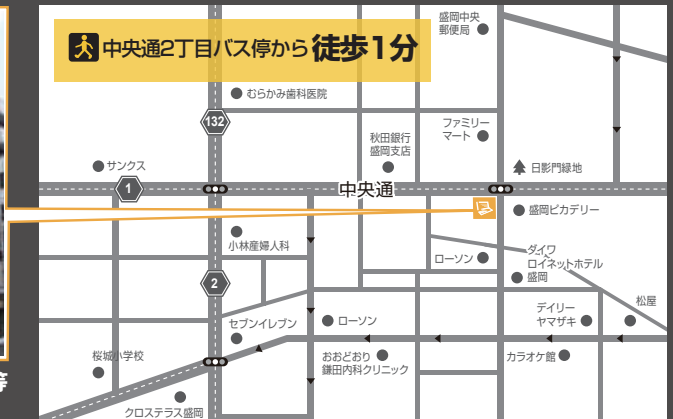 中央通2丁目バス停から徒歩1分
盛岡中央
郵便局
むらかみ歯科医院
132
ファミリー
マート
秋田銀行
盛岡支店
サンクス
日影門緑地
1
中央通
盛岡ピカデリー
小林産婦人科
ローソン
ダイワ
ロイネットホテル
盛岡
2
松屋
デイリー
ヤマザキ
セブンイレブン
ローソン
桜城小学校
おおどおり
鎌田内科クリニック
カラオケ館
等
クロステラス盛岡